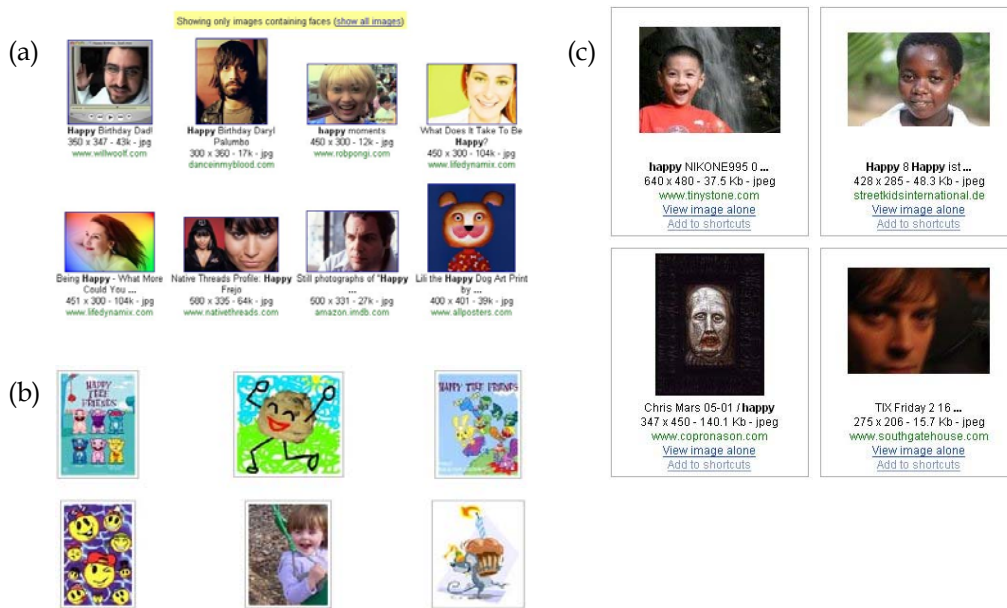 Showing only images containing faces (show all images)
(a)
Happy Birthday Dad!
350 x 347 - 43k - jpg
www.willwoolf.com
Happy Birthday Daryl
Palumbo
300 x 360 - 17k - jpg
danceinmyblood.com
happy moments
450 x 300 - 12k - jpg
www.robpongi.com
What Does It Take To Be
Happy?
450 x 300 - 104k - jpg
www.lifedynamix.com
Being Happy - What More
Could You ...
451 x 300 - 104k - jpg
www.lifedynamix.com
Native Threads Profile: Happy
Frejo
580 x 335 - 64k - jpg
www.nativethreads.com
Still photographs of "Happy
...
500 x 331 - 27k - jpg
amazon.imdb.com
Lili the Happy Dog Art Print
by ...
400 x 401 - 39k - jpg
www.allposters.com
(b)
HAPPY
TREE
FRIENDS
HAPPY TREE FRIENDS
(c)
happy NIKONE995 0 ...
640 x 480 - 37.5 Kb - jpeg
www.tinystone.com
View image alone
Add to shortcuts
Happy 8 Happy ist ...
428 x 285 - 48.3 Kb - jpeg
streetkidsinternational.de
View image alone
Add to shortcuts
Chris Mars 05-01 / happy
347 x 450 - 140.1 Kb - jpeg
www.copronason.com
View image alone
Add to shortcuts
TIX Friday 2 16 ...
275 x 206 - 15.7 Kb - jpeg
www.southgatehouse.com
View image alone
Add to shortcuts